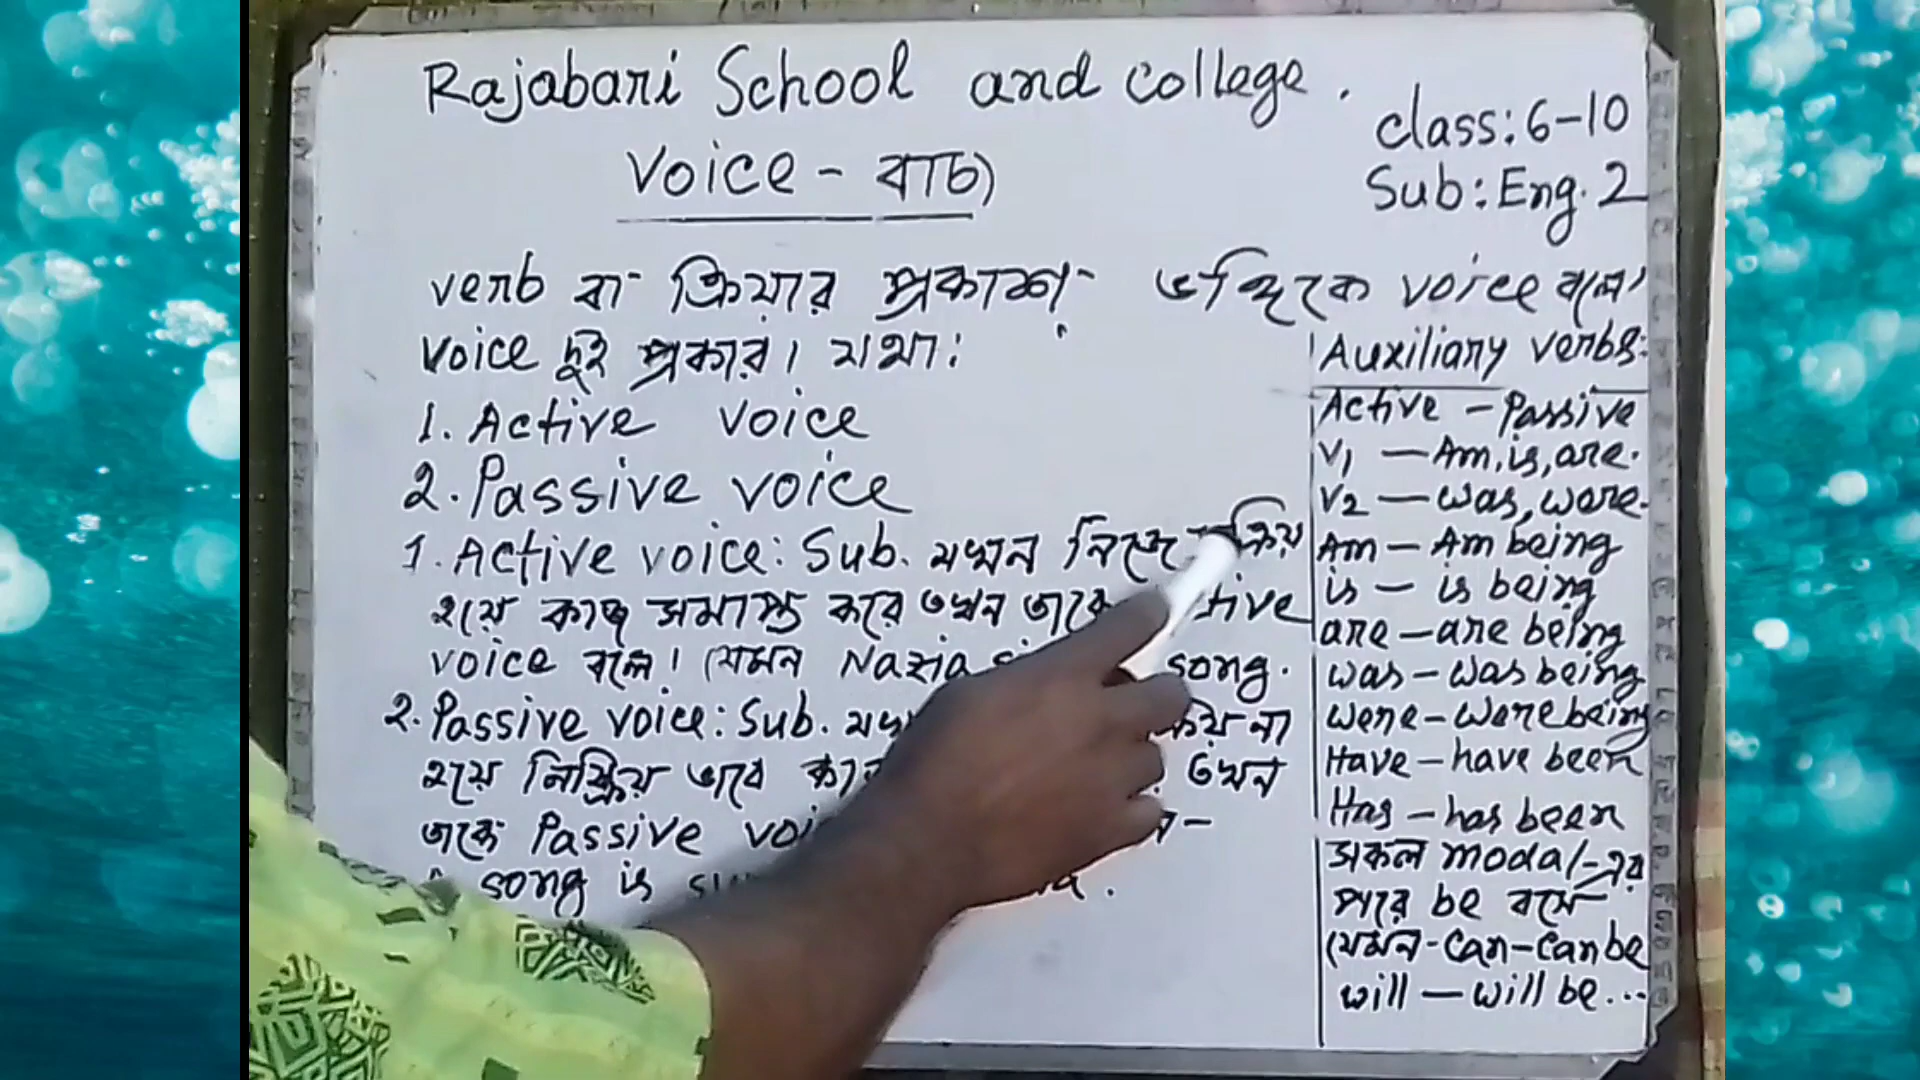 Rajabari School and Collage.
class: 6-10
Sub: Eng. 2
Voice - বাচ্য
verb বা ক্রিয়ার প্রকাশ ভঙ্গিকে voice বলে।
Voice দুই প্রকার। যথা:
1. Active voice
2. Passive voice
1. Active voice: Sub. যখন নিজে
হয়ে কাজ সমাপ্ত করে তখন তাকে
voice বলে। যেমন Nazia song.
2. Passive voice: Sub. না
হয়ে নিষ্ক্রিয় ভাবে তখন
তাকে Passive
song is
Auxiliary verbs:
Active - Passive
V1 - Am, is, are.
V2 - was, were.
Am - Am being
is - is being
are - are being
was - was being
were - were being
Have - have been
Has - has been
সকল modal-এর
পরে be বসে
যেমন - can - can be
will - will be...